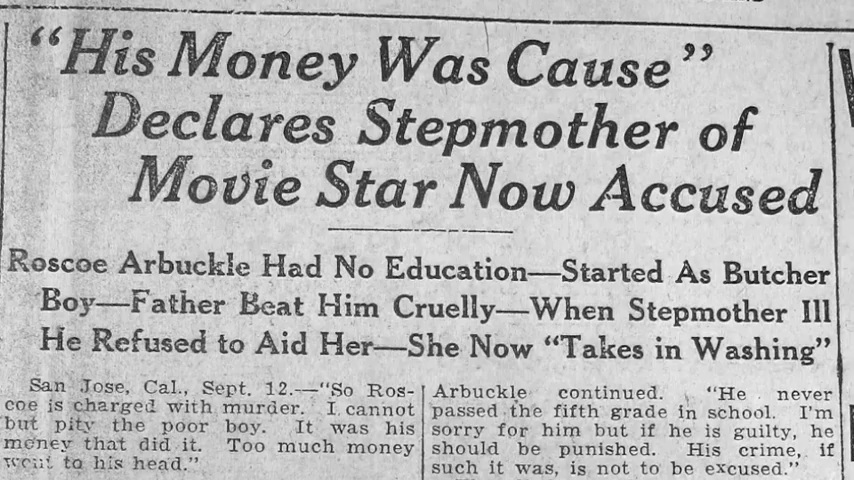 “His Money Was Cause”
Declares Stepmother of
Movie Star Now Accused
Roscoe Arbuckle Had No Education—Started As Butcher
Boy—Father Beat Him Cruelly—When Stepmother Ill
He Refused to Aid Her—She Now “Takes in Washing”
San Jose, Cal., Sept. 12.—“So Ros-
coe is charged with murder. I cannot
but pity the poor boy. It was his
money that did it. Too much money
went to his head.”
Arbuckle continued. “He never
passed the fifth grade in school. I'm
sorry for him but if he is guilty, he
should be punished. His crime, if
such it was, is not to be excused.”